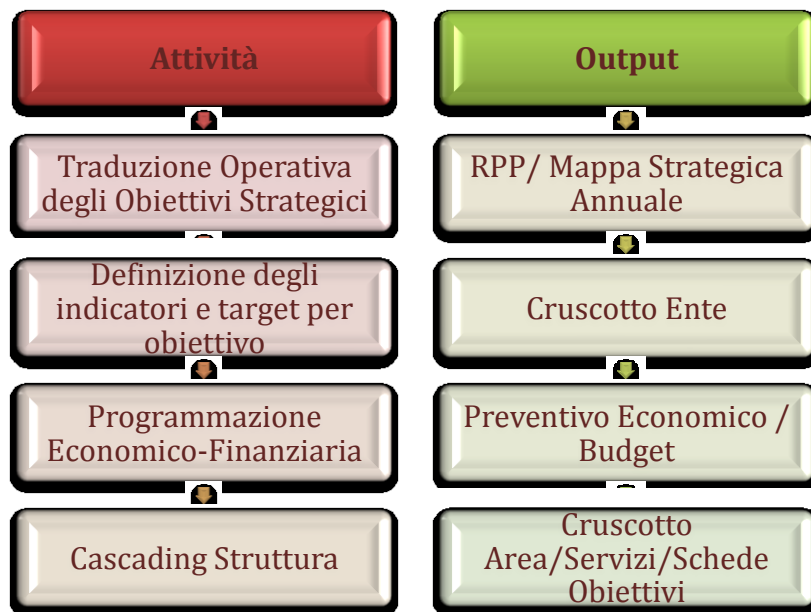 Attività
Traduzione Operativa
degli Obiettivi Strategici
Definizione degli
indicatori e target per
obiettivo
Programmazione
Economico-Finanziaria
Cascading Struttura
Output
RPP/ Mappa Strategica
Annuale
Cruscotto Ente
Preventivo Economico /
Budget
Cruscotto
Area/Servizi/Schede
Obiettivi